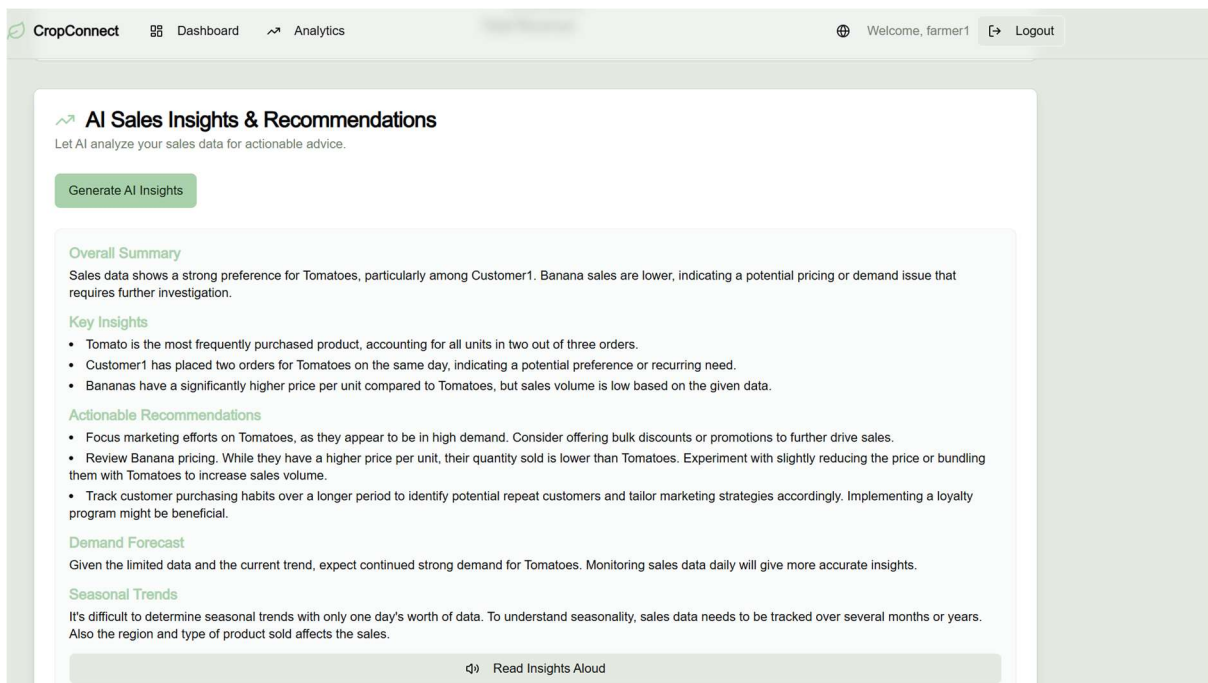 CropConnect Dashboard Analytics Welcome, farmer1 Logout
AI Sales Insights & Recommendations
Let AI analyze your sales data for actionable advice.
Generate AI Insights
Overall Summary
Sales data shows a strong preference for Tomatoes, particularly among Customer1. Banana sales are lower, indicating a potential pricing or demand issue that
requires further investigation.
Key Insights
• Tomato is the most frequently purchased product, accounting for all units in two out of three orders.
• Customer1 has placed two orders for Tomatoes on the same day, indicating a potential preference or recurring need.
• Bananas have a significantly higher price per unit compared to Tomatoes, but sales volume is low based on the given data.
Actionable Recommendations
• Focus marketing efforts on Tomatoes, as they appear to be in high demand. Consider offering bulk discounts or promotions to further drive sales.
• Review Banana pricing. While they have a higher price per unit, their quantity sold is lower than Tomatoes. Experiment with slightly reducing the price or bundling
them with Tomatoes to increase sales volume.
• Track customer purchasing habits over a longer period to identify potential repeat customers and tailor marketing strategies accordingly. Implementing a loyalty
program might be beneficial.
Demand Forecast
Given the limited data and the current trend, expect continued strong demand for Tomatoes. Monitoring sales data daily will give more accurate insights.
Seasonal Trends
It's difficult to determine seasonal trends with only one day's worth of data. To understand seasonality, sales data needs to be tracked over several months or years.
Also the region and type of product sold affects the sales.
Read Insights Aloud